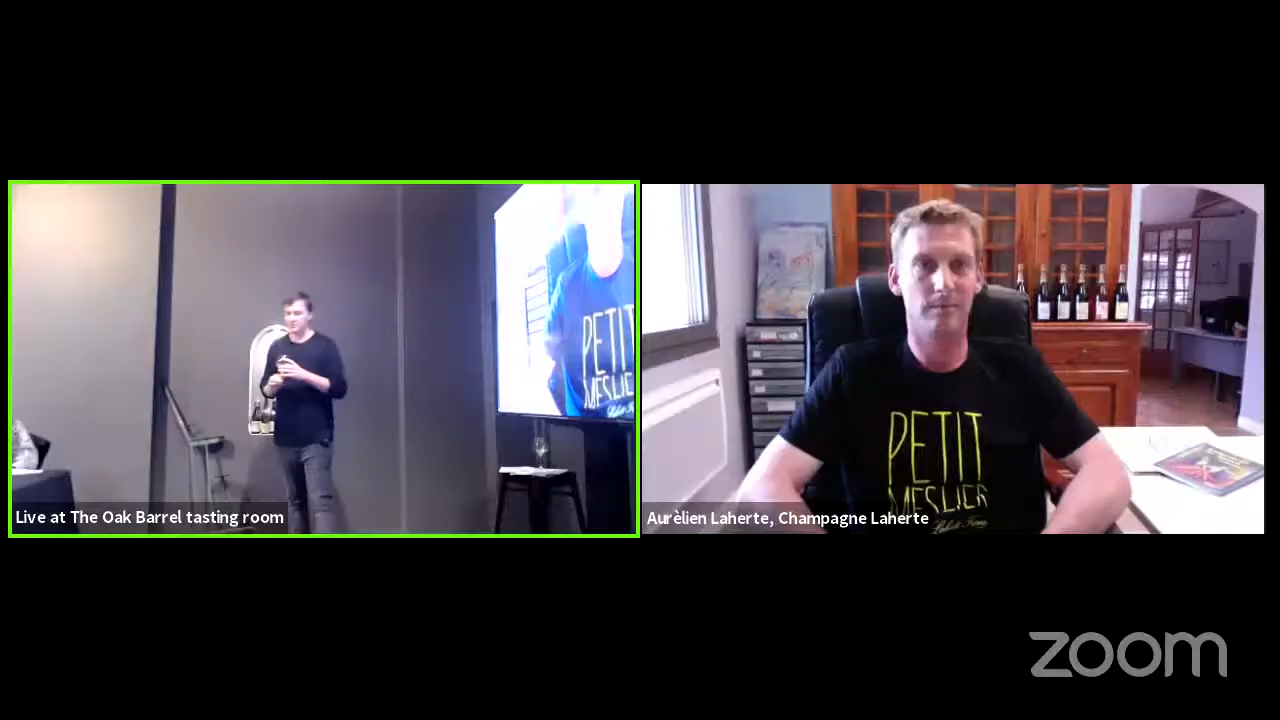 PETIT
MESLIER
Live at The Oak Barrel tasting room
PETIT
MESLIER
Aurèlien Laherte, Champagne Laherte
zoom